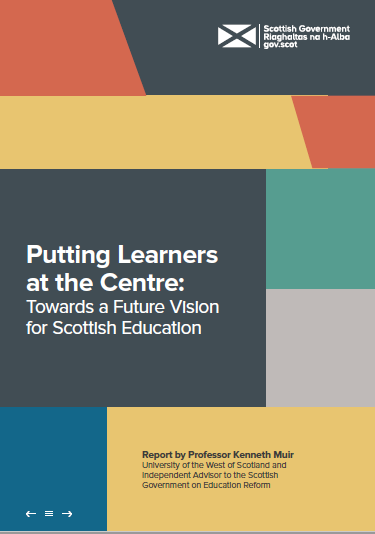 Scottish Government
Riaghaltas na h-Alba
gov.scot
Putting Learners
at the Centre:
Towards a Future Vision
for Scottish Education
Report by Professor Kenneth Muir
University of the West of Scotland and
Independent Advisor to the Scottish
Government on Education Reform